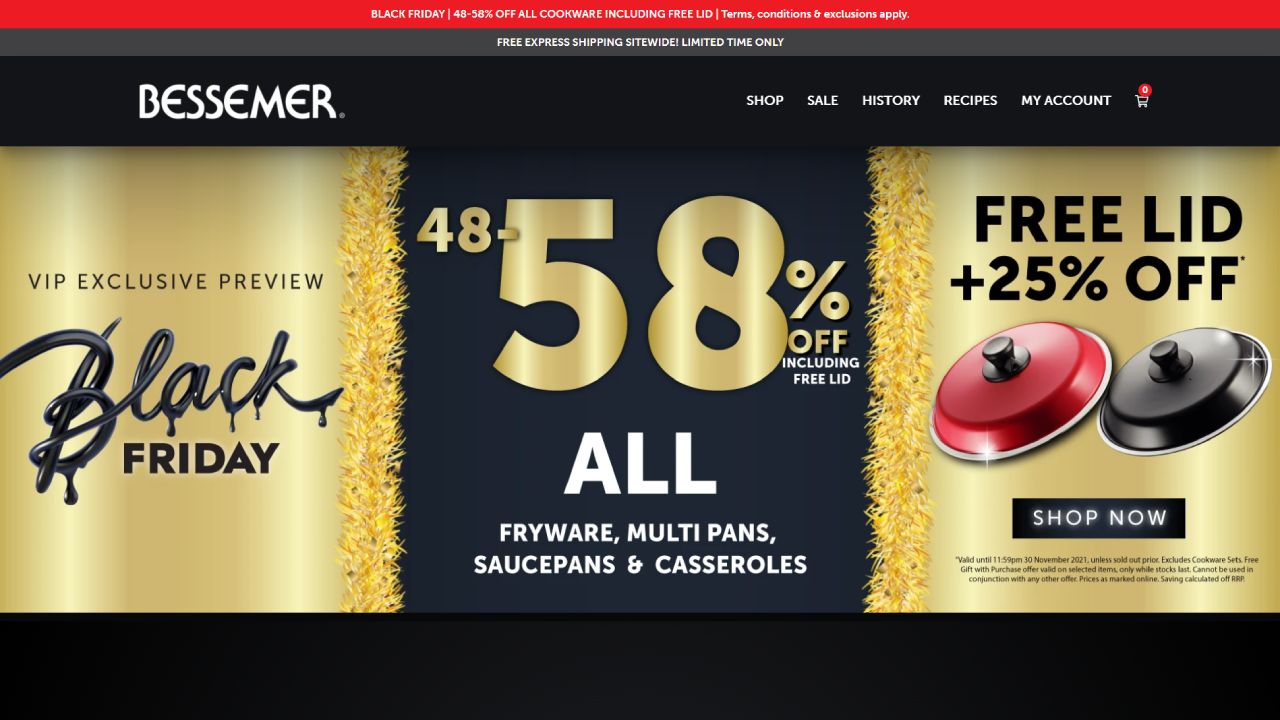 BLACK FRIDAY | 48-58% OFF ALL COOKWARE INCLUDING FREE LID | Terms, conditions & exclusions apply.
FREE EXPRESS SHIPPING SITEWIDE! LIMITED TIME ONLY
BESSEMER®
SHOP SALE HISTORY RECIPES MY ACCOUNT 0
VIP EXCLUSIVE PREVIEW
Black
FRIDAY
48-58%
OFF
INCLUDING
FREE LID
ALL
FRYWARE, MULTI PANS,
SAUCEPANS & CASSEROLES
FREE LID
+25% OFF*
SHOP NOW
*Valid until 11:59pm 30 November 2021, unless sold out prior. Excludes Cookware Sets. Free
Gift with Purchase offer valid on selected items, only while stocks last. Cannot be used in
conjunction with any other offer. Prices as marked online. Saving calculated off RRP.